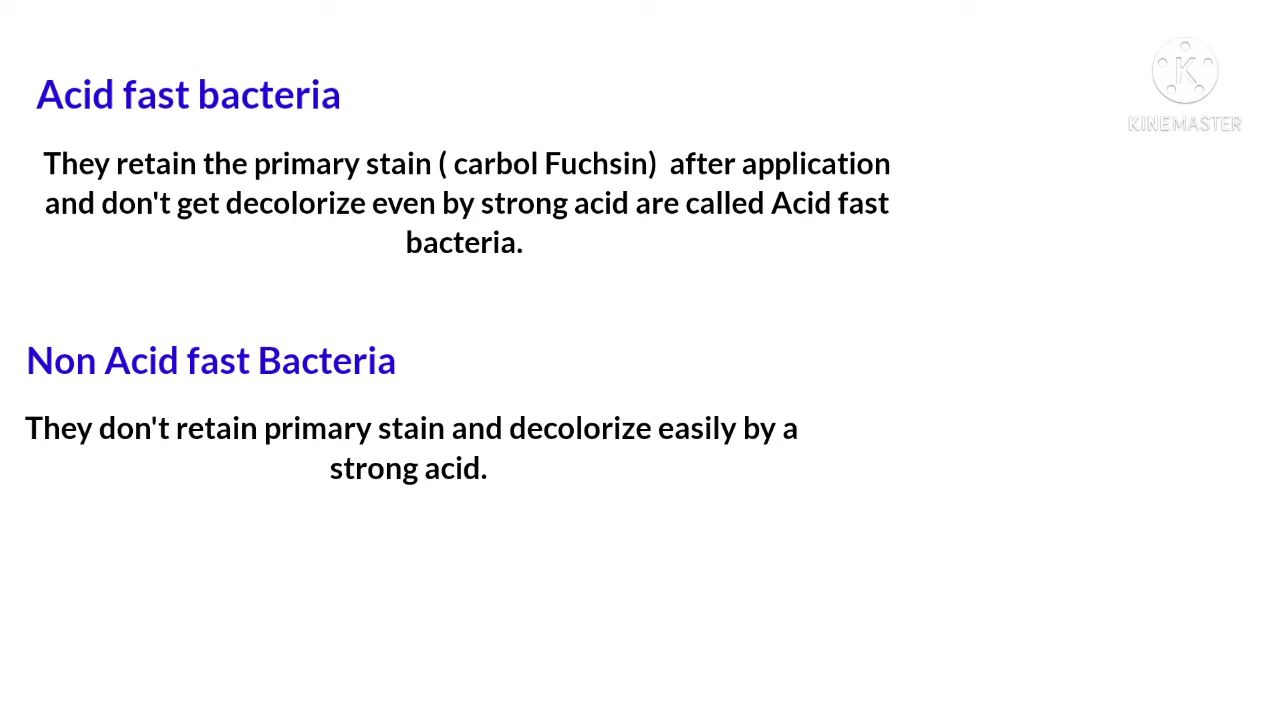 Acid fast bacteria
They retain the primary stain ( carbol Fuchsin)  after application
and don't get decolorize even by strong acid are called Acid fast
bacteria.
Non Acid fast Bacteria
They don't retain primary stain and decolorize easily by a
strong acid.
K
KINEMASTER